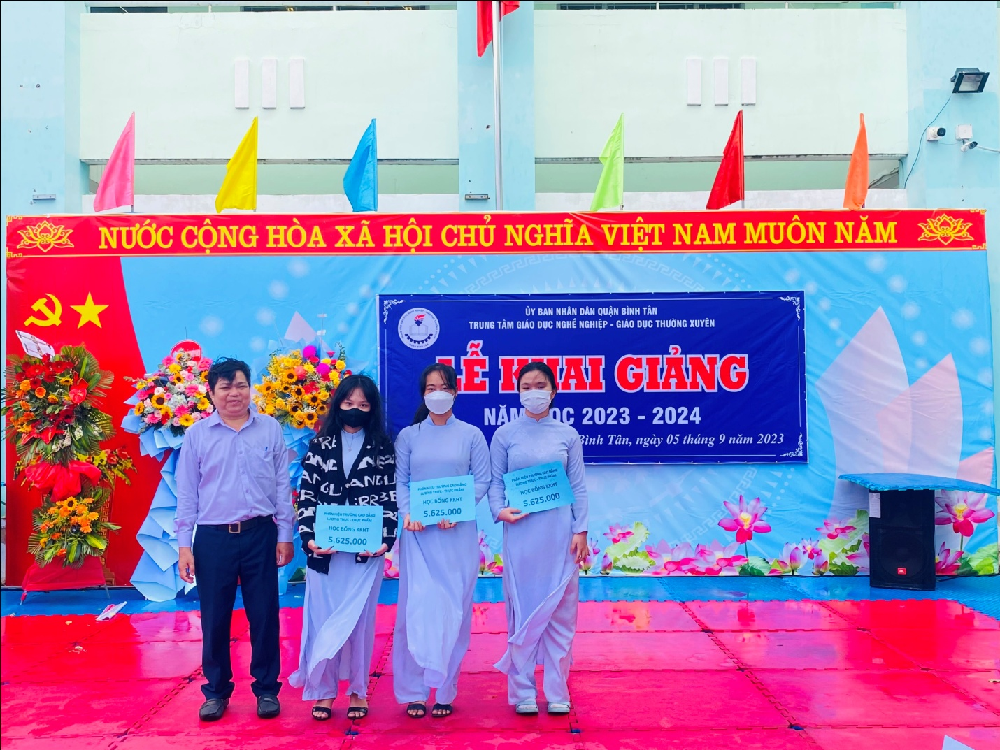 NƯỚC CỘNG HÒA XÃ HỘI CHỦ NGHĨA VIỆT NAM MUÔN NĂM
ỦY BAN NHÂN DÂN QUẬN BÌNH TÂN
TRUNG TÂM GIÁO DỤC NGHỀ NGHIỆP - GIÁO DỤC THƯỜNG XUYÊN
LỄ KHAI GIẢNG
NĂM HỌC 2023 - 2024
Bình Tân, ngày 05 tháng 9 năm 2023
PHÂN HIỆU TRƯỜNG CAO ĐẲNG
LƯƠNG THỰC - THỰC PHẨM
HỌC BỔNG KKHT
5.625.000
PHÂN HIỆU TRƯỜNG CAO ĐẲNG
LƯƠNG THỰC - THỰC PHẨM
HỌC BỔNG KKHT
5.625.000
PHÂN HIỆU TRƯỜNG CAO ĐẲNG
LƯƠNG THỰC - THỰC PHẨM
HỌC BỔNG KKHT
5.625.000